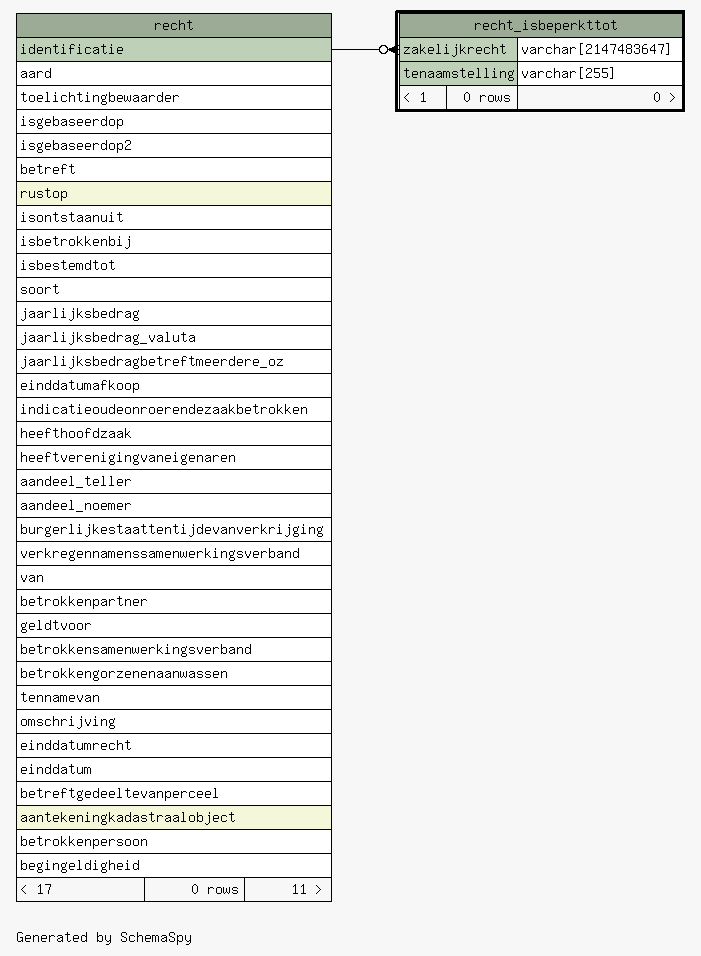 recht
identificatie
aard
toelichtingbewaarder
isgebaseerdop
isgebaseerdop2
betreft
rustop
isontstaanuit
isbetrokkenbij
isbestemdtot
soort
jaarlijksbedrag
jaarlijksbedrag_valuta
jaarlijksbedragbetreftmeerdere_oz
einddatumafkoop
indicatieoudeonroerendezaakbetrokken
heefthoofdzaak
heeftverenigingvaneigenaren
aandeel_teller
aandeel_noemer
burgerlijkestaattentijdevanverkrijging
verkregennamenssamenwerkingsverband
van
betrokkenpartner
geldtvoor
betrokkensamenwerkingsverband
betrokkengorzenenaanwassen
tennamevan
omschrijving
einddatumrecht
einddatum
betreftgedeeltevanperceel
aantekeningkadastraalobject
betrokkenpersoon
begingeldigheid
< 17 0 rows 11 >
recht_isbeperkttot
zakelijkrecht varchar[2147483647]
tenaamstelling varchar[255]
< 1 0 rows 0 >
Generated by SchemaSpy